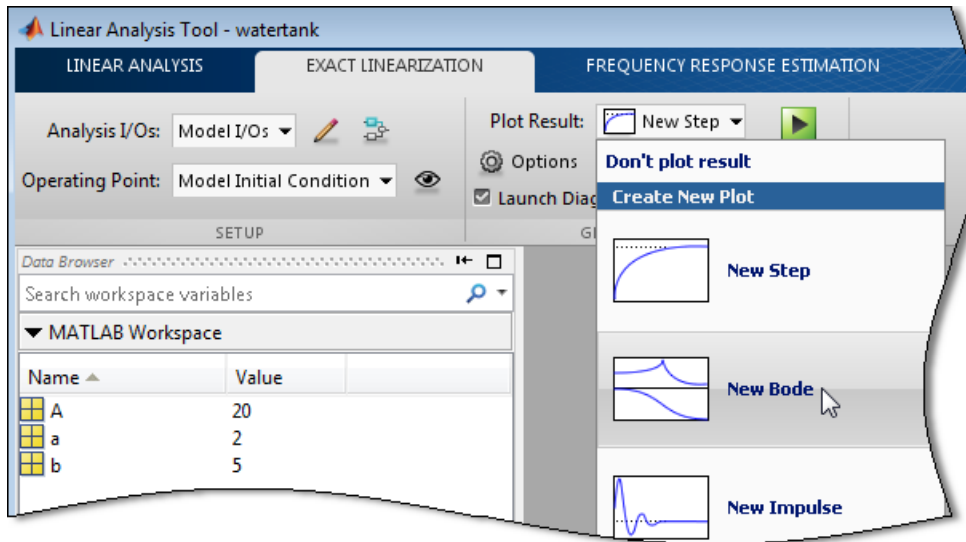 Linear Analysis Tool - watertank
LINEAR ANALYSIS
EXACT LINEARIZATION
FREQUENCY RESPONSE ESTIMATION
Analysis I/Os: Model I/Os
Operating Point: Model Initial Condition
SETUP
Plot Result: New Step
Options
Launch Diag
Don't plot result
Create New Plot
New Step
New Bode
New Impulse
Data Browser
Search workspace variables
MATLAB Workspace
Name Value
A 20
a 2
b 5